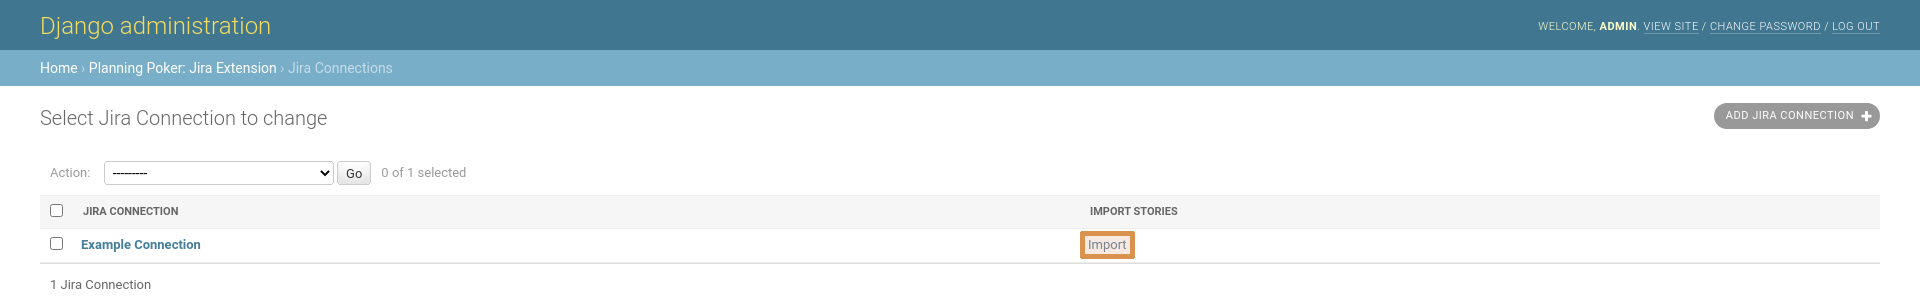 Django administration
WELCOME, ADMIN. VIEW SITE / CHANGE PASSWORD / LOG OUT
Home › Planning Poker: Jira Extension › Jira Connections
Select Jira Connection to change
ADD JIRA CONNECTION +
Action: --------- Go 0 of 1 selected
JIRA CONNECTION IMPORT STORIES
Example Connection Import
1 Jira Connection